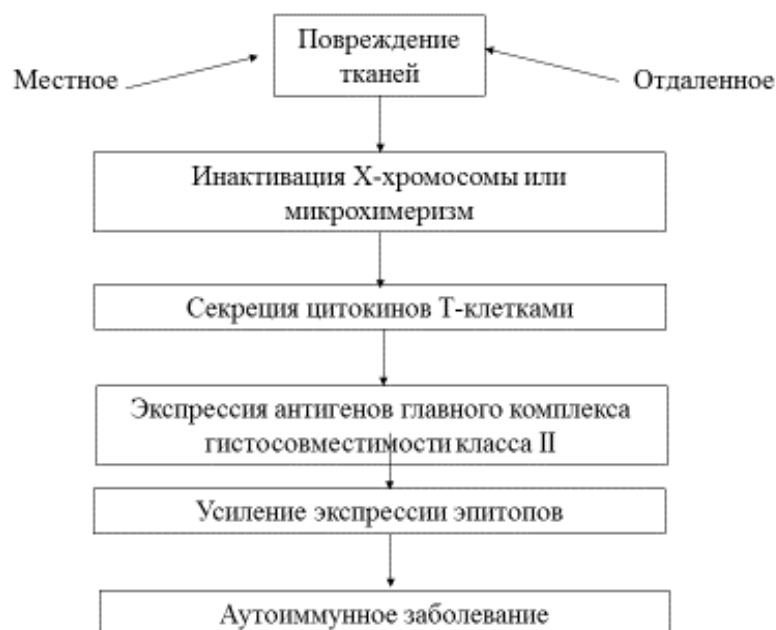 Повреждение
тканей
Местное
Отдаленное
Инактивация Х-хромосомы или
микрохимеризм
Секреция цитокинов Т-клетками
Экспрессия антигенов главного комплекса
гистосовместимости класса II
Усиление экспрессии эпитопов
Аутоиммунное заболевание